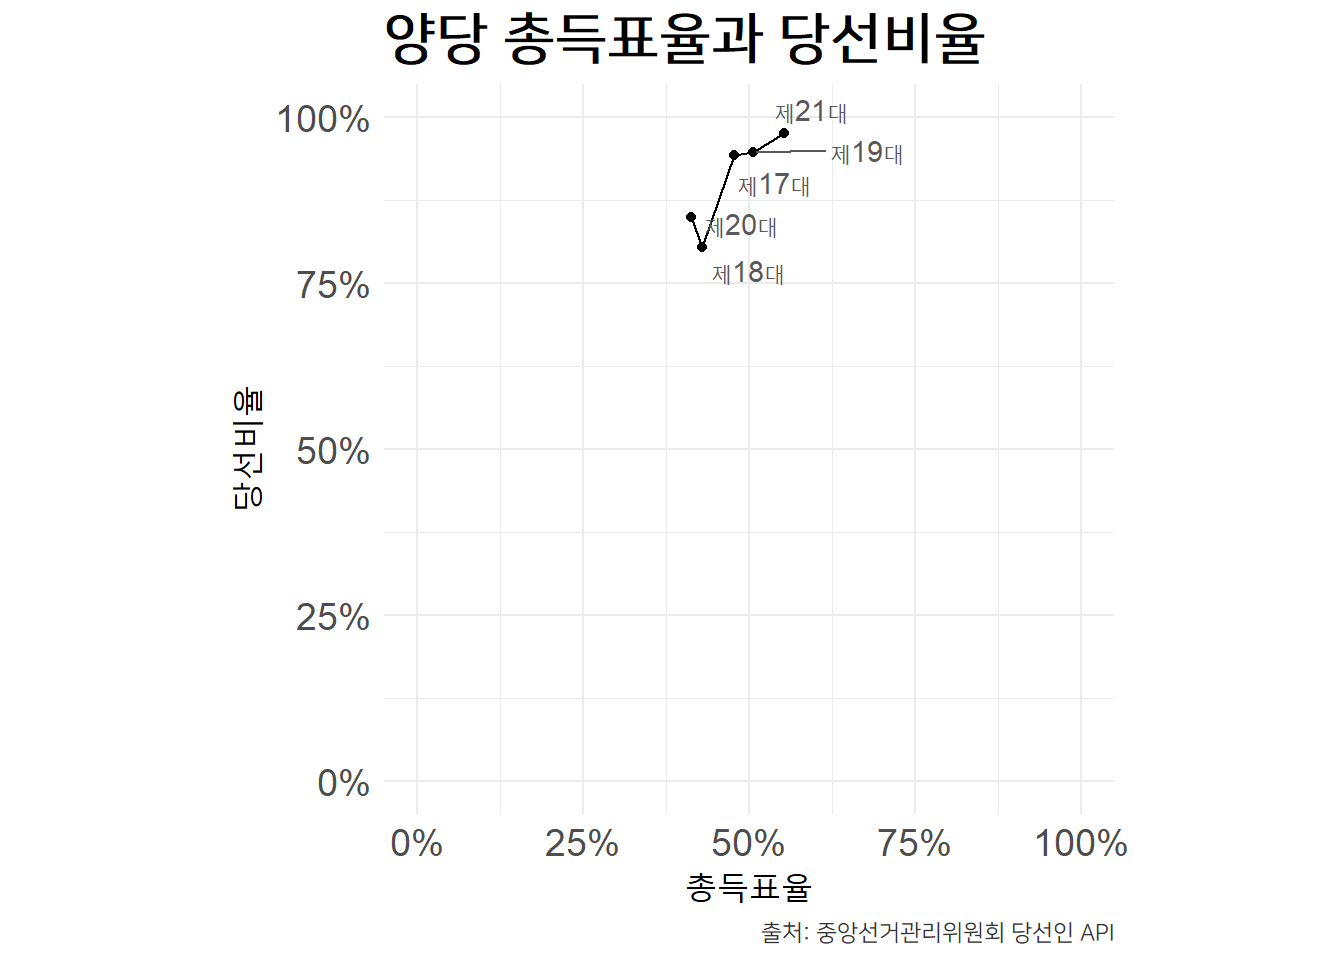 양당 총득표율과 당선비율
100%
75%
50%
25%
0%
당선비율
제21대
제19대
제17대
제20대
제18대
0% 25% 50% 75% 100%
총득표율
출처: 중앙선거관리위원회 당선인 API